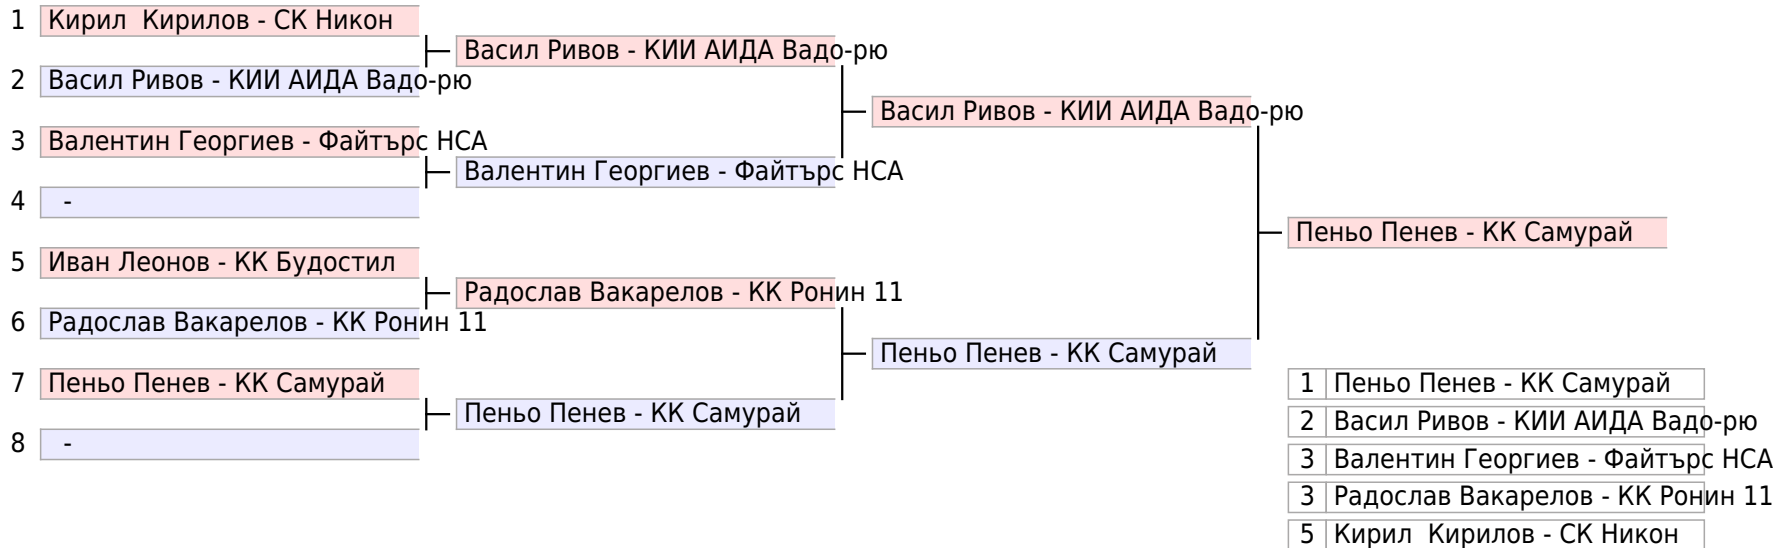 1 Кирил  Кирилов - СК Никон
Васил Ривов - КИИ АИДА Вадо-рю
2 Васил Ривов - КИИ АИДА Вадо-рю
Васил Ривов - КИИ АИДА Вадо-рю
3 Валентин Георгиев - Файтърс НСА
Валентин Георгиев - Файтърс НСА
4 -
Пеньо Пенев - КК Самурай
5 Иван Леонов - КК Будостил
Радослав Вакарелов - КК Ронин 11
6 Радослав Вакарелов - КК Ронин 11
Пеньо Пенев - КК Самурай
7 Пеньо Пенев - КК Самурай
Пеньо Пенев - КК Самурай
8 -
1 Пеньо Пенев - КК Самурай
2 Васил Ривов - КИИ АИДА Вадо-рю
3 Валентин Георгиев - Файтърс НСА
3 Радослав Вакарелов - КК Ронин 11
5 Кирил  Кирилов - СК Никон